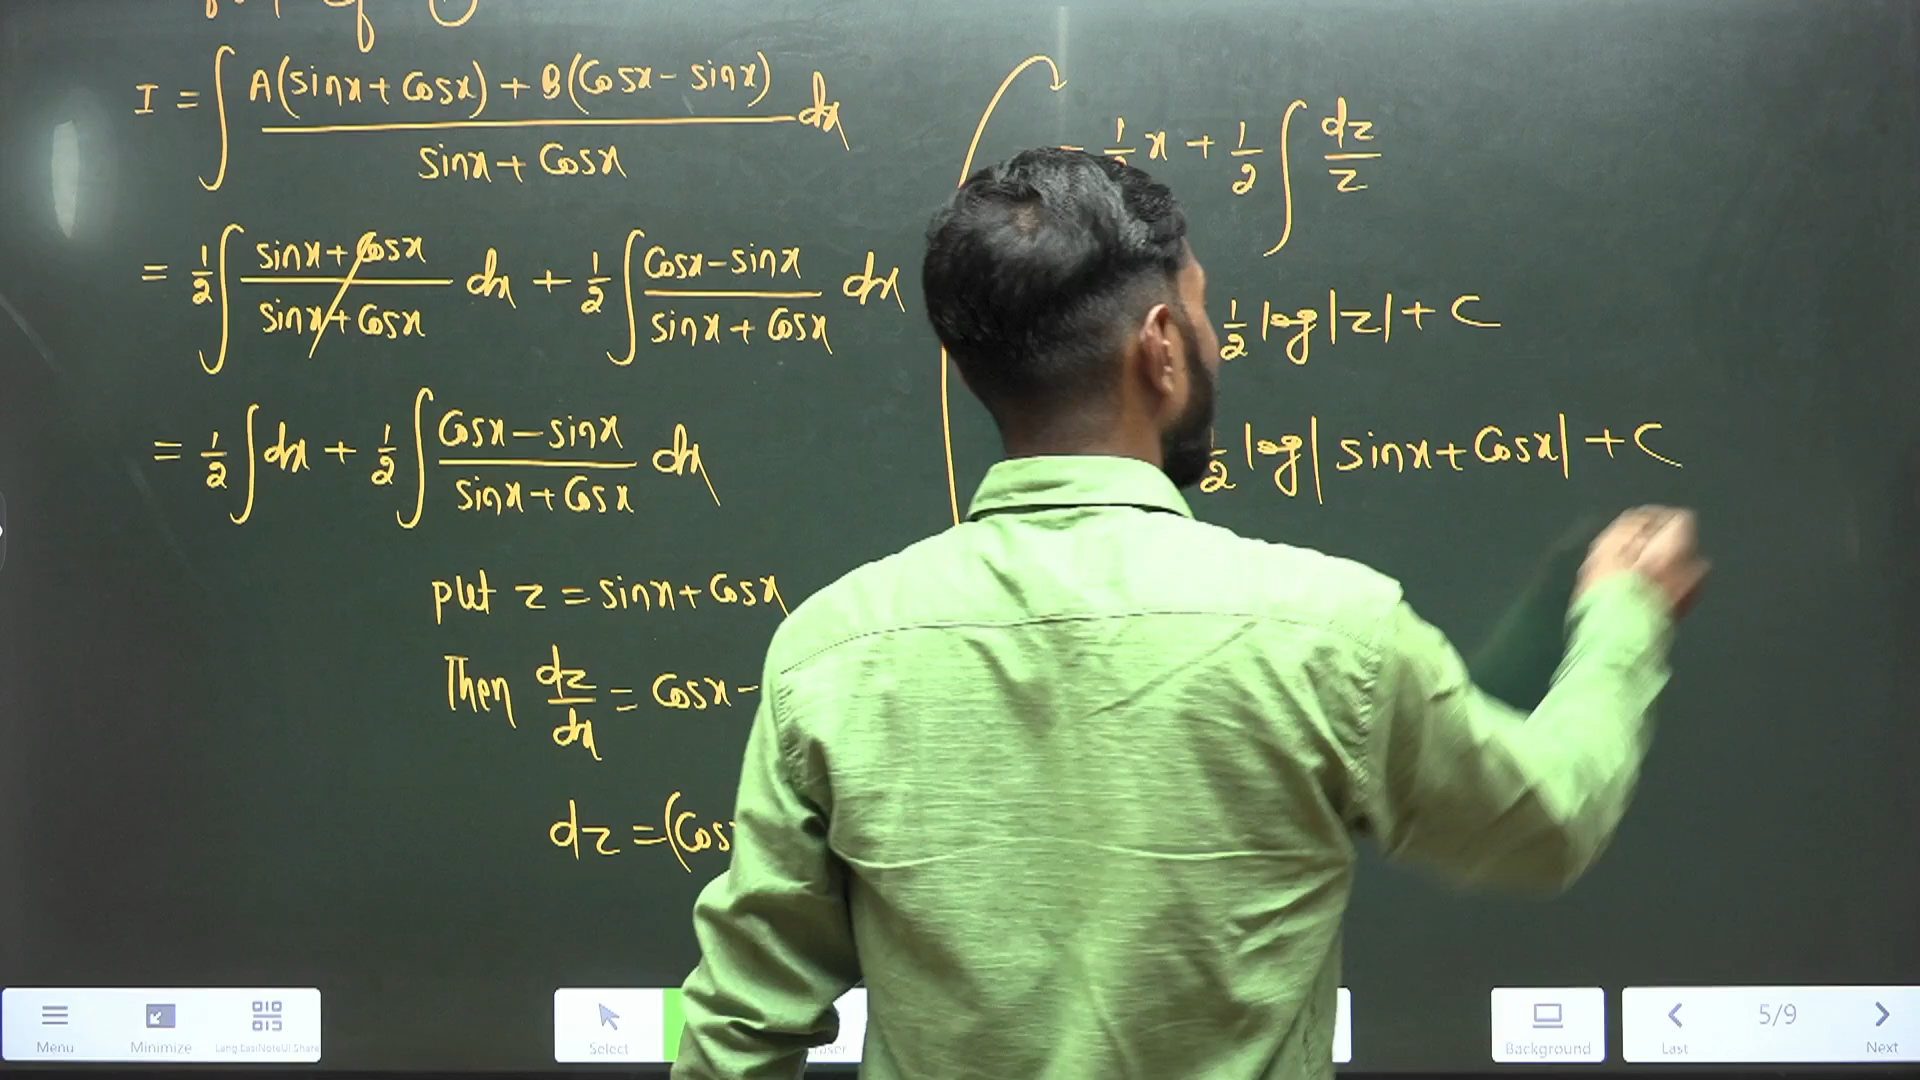 I = ∫ A(sinx + cosx) + B(cosx - sinx) / sinx + cosx dx
= 1/2 ∫ sinx + cosx / sinx + cosx dx + 1/2 ∫ cosx - sinx / sinx + cosx dx
= 1/2 ∫ dx + 1/2 ∫ cosx - sinx / sinx + cosx dx
put z = sinx + cosx
Then dz/dx = cosx -
dz = (cos
x + 1/2 ∫ dz/z
1/2 log|z| + C
log|sinx + cosx| + C
Menu
Minimize
Lang.EasiNoteUI.Share
Select
Background
Last
5/9
Next